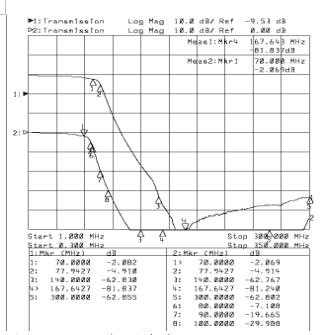 1:Transmission Log Mag 10.0 dB/ Ref -9.53 dB
2:Transmission Log Mag 10.0 dB/ Ref 0.00 dB
Meas1:Mkr4 167.643 MHz
-81.837dB
Meas2:Mkr1 70.000 MHz
-2.069dB
1:
2:
Start 1.000 MHz Stop 300.000 MHz
Start 0.300 MHz Stop 350.000 MHz
1:Mkr (MHz) dB 2:Mkr (MHz) dB
1: 70.0000 -2.082 1> 70.0000 -2.069
2: 77.9427 -4.910 2: 77.9427 -4.914
3: 140.0000 -62.830 3: 140.0000 -62.767
4> 167.6427 -81.837 4: 167.6427 -81.240
5: 300.0000 -62.855 5: 300.0000 -62.802
6: 80.0000 -7.108
7: 90.0000 -19.665
8: 100.0000 -29.988